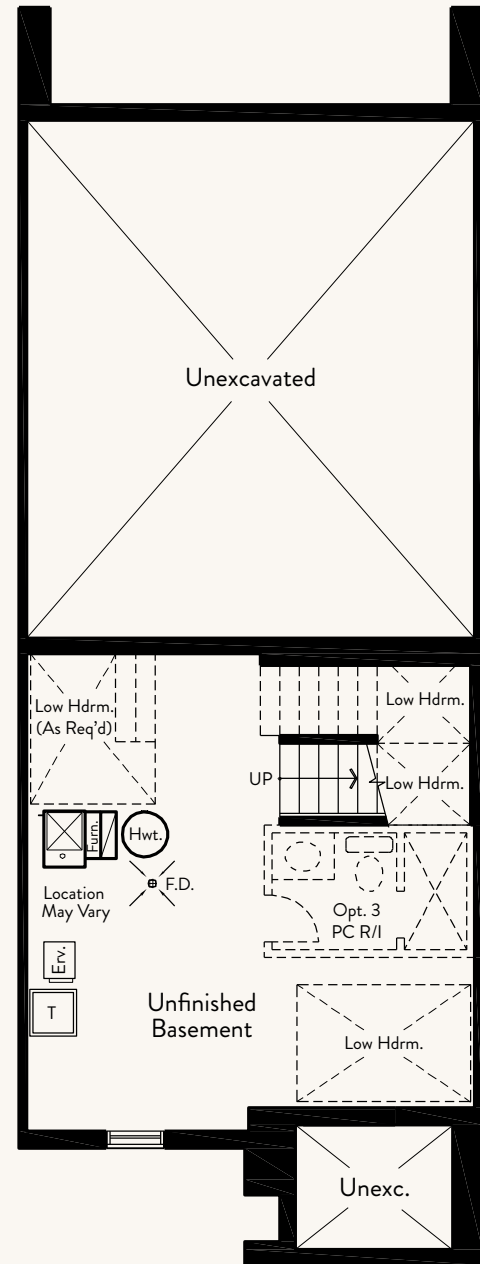 Unexcavated
Low Hdrm.
(As Req'd)
Low Hdrm.
UP
Low Hdrm.
Furn.
Hwt.
F.D.
Location
May Vary
Opt. 3
PC R/I
Erv.
T
Unfinished
Basement
Low Hdrm.
Unexc.